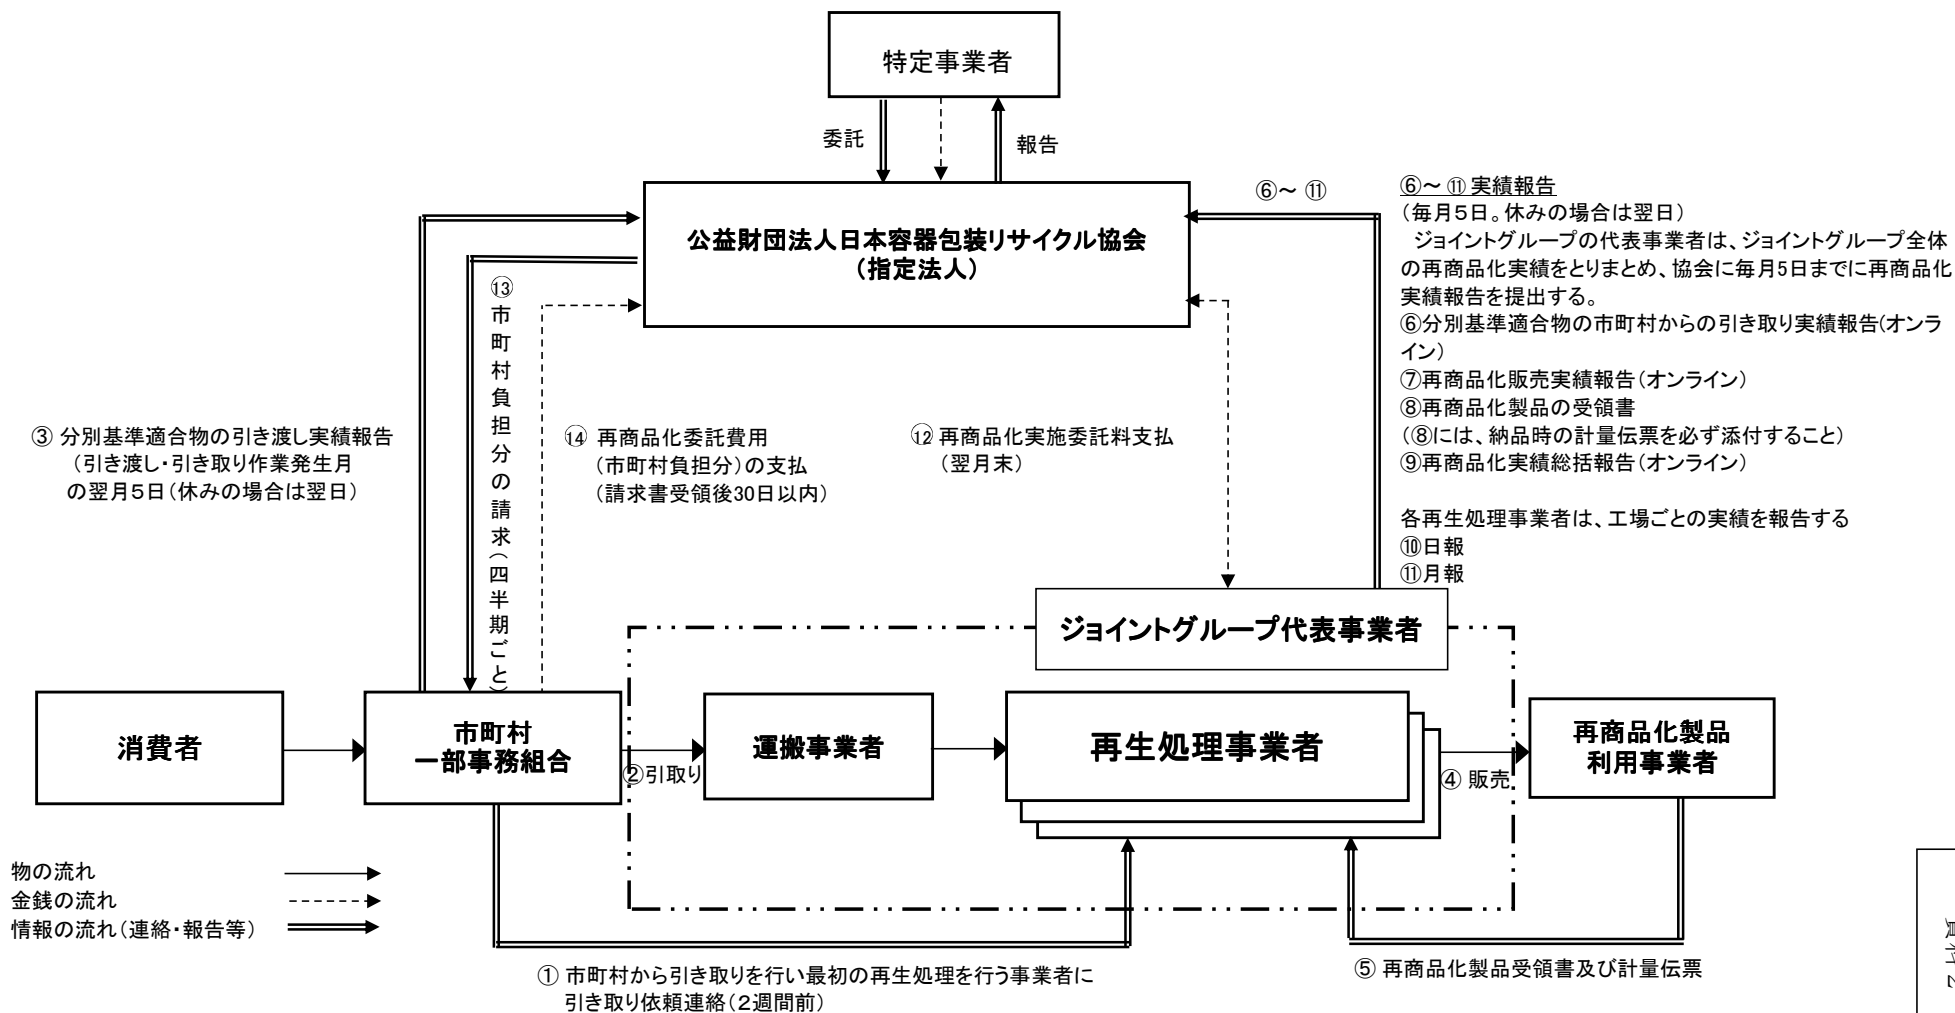 特定事業者
委託
報告
公益財団法人日本容器包装リサイクル協会
（指定法人）
⑥～ ⑪
⑥～ ⑪ 実績報告
（毎月５日。休みの場合は翌日）
ジョイントグループの代表事業者は、ジョイントグループ全体
の再商品化実績をとりまとめ、協会に毎月5日までに再商品化
実績報告を提出する。
⑥分別基準適合物の市町村からの引き取り実績報告(オンラ
イン）
⑦再商品化販売実績報告（オンライン）
⑧再商品化製品の受領書
（⑧には、納品時の計量伝票を必ず添付すること）
⑨再商品化実績総括報告（オンライン）
各再生処理事業者は、工場ごとの実績を報告する
⑩日報
⑪月報
③ 分別基準適合物の引き渡し実績報告
（引き渡し・引き取り作業発生月
の翌月５日（休みの場合は翌日）
⑬市町村負担分の請求（四半期ごと）
⑭ 再商品化委託費用
（市町村負担分）の支払
（請求書受領後30日以内）
⑫ 再商品化実施委託料支払
（翌月末）
ジョイントグループ代表事業者
消費者
市町村
一部事務組合
②引取り
運搬事業者
再生処理事業者
④ 販売
再商品化製品
利用事業者
物の流れ
金銭の流れ
情報の流れ（連絡・報告等）
① 市町村から引き取りを行い最初の再生処理を行う事業者に
引き取り依頼連絡（２週間前）
⑤ 再商品化製品受領書及び計量伝票
資料２